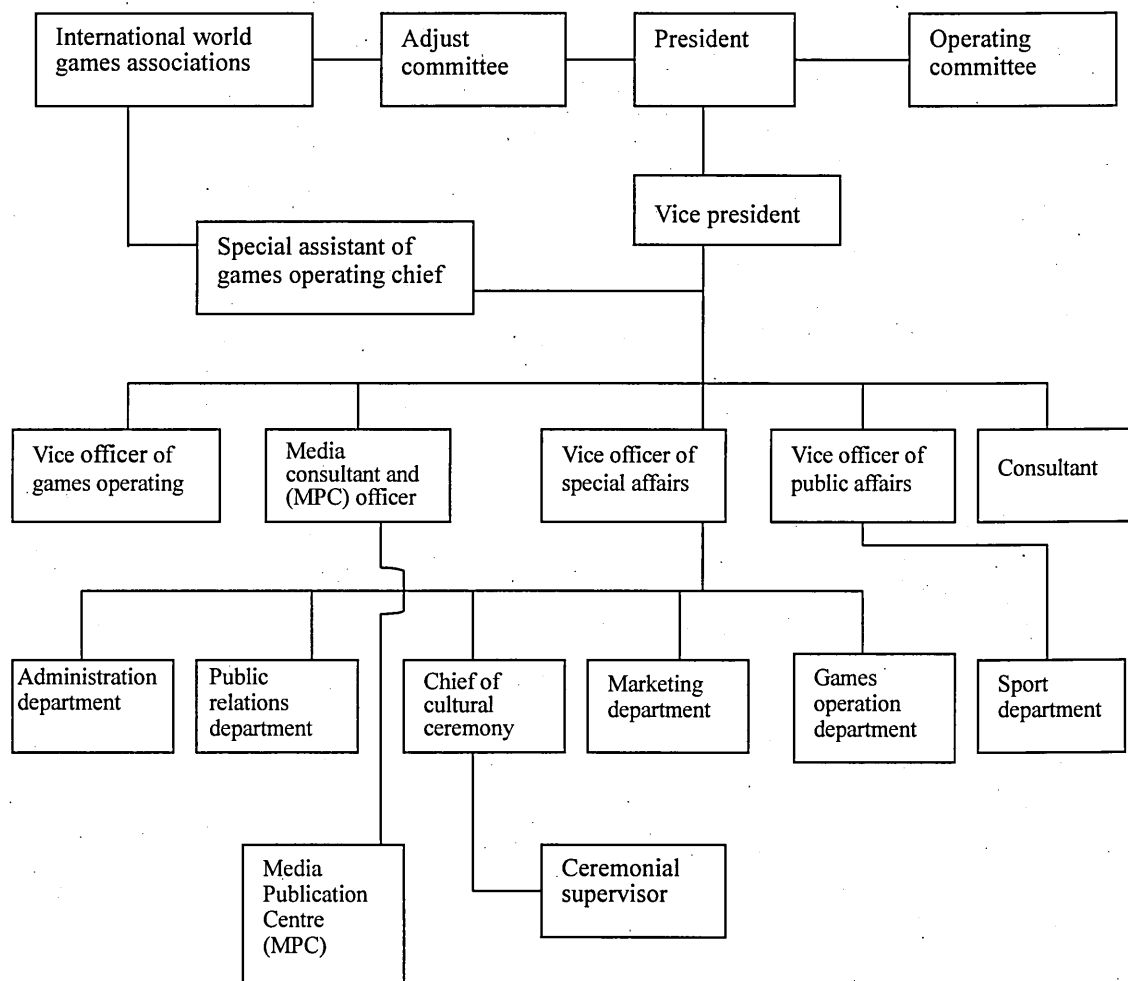 International world
games associations
Adjust
committee
President
Operating
committee
Vice president
Special assistant of
games operating chief
Vice officer of
games operating
Media
consultant and
(MPC) officer
Vice officer of
special affairs
Vice officer of
public affairs
Consultant
Administration
department
Public
relations
department
Chief of
cultural
ceremony
Marketing
department
Games
operation
department
Sport
department
Media
Publication
Centre
(MPC)
Ceremonial
supervisor